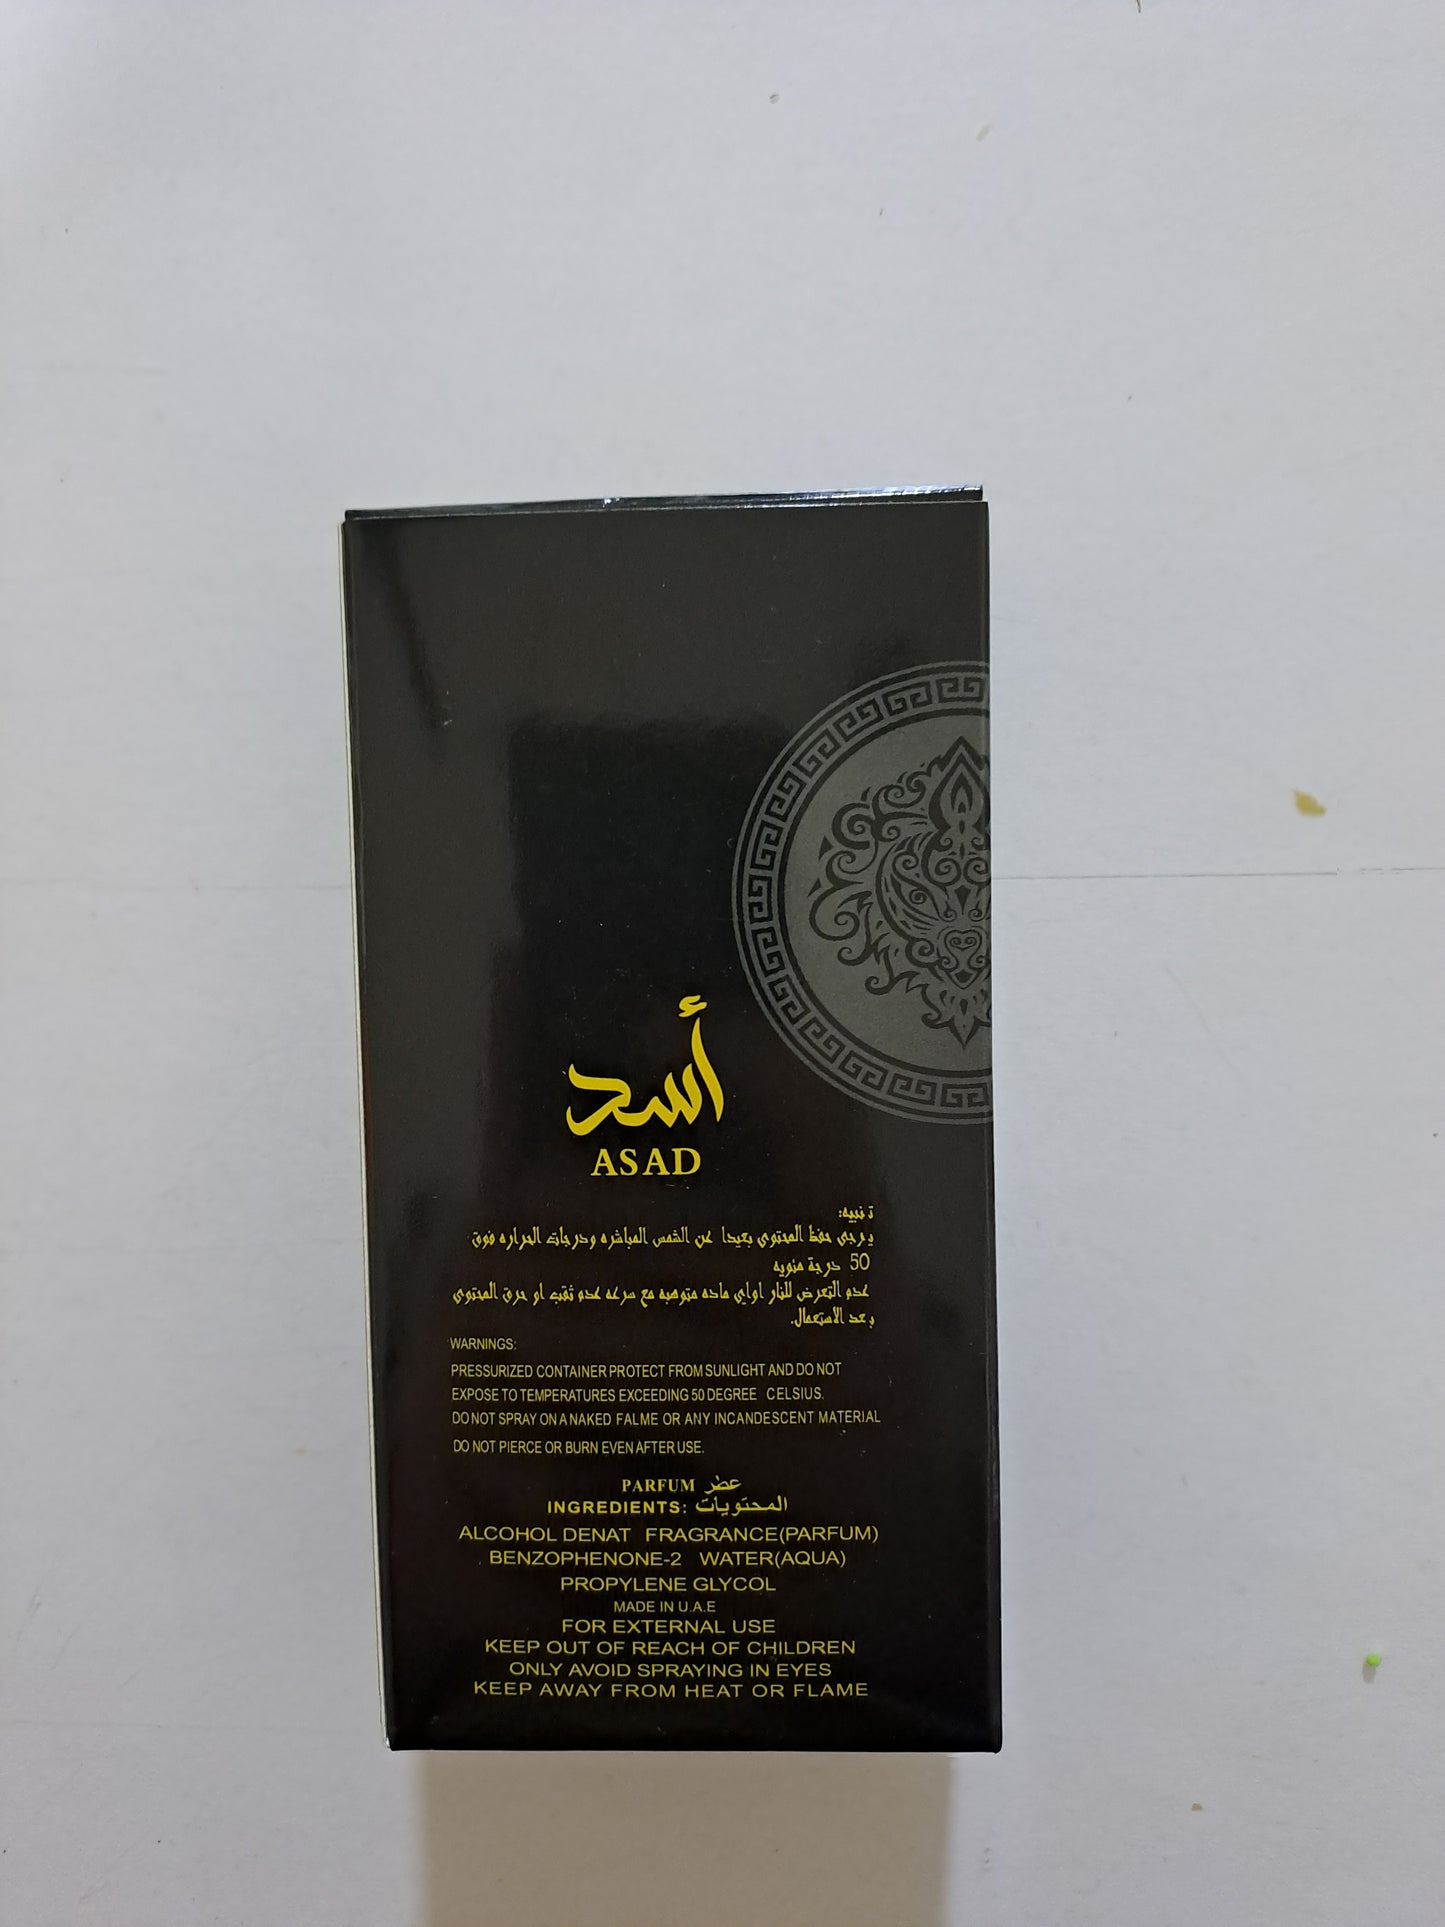 أسد
ASAD
تنبيه:
يرجى حفظ المحتوى بعيدا عن الشمس المباشره ودرجات الحراره فوق
50 درجة مئويه
عدم التعرض للنار اواي ماده متوهبه مع سرعه عدم ثقب او حرق المحتوى
بعد الاستعمال.
WARNINGS:
PRESSURIZED CONTAINER PROTECT FROM SUNLIGHT AND DO NOT
EXPOSE TO TEMPERATURES EXCEEDING 50 DEGREE CELSIUS.
DO NOT SPRAY ON A NAKED FALME OR ANY INCANDESCENT MATERIAL
DO NOT PIERCE OR BURN EVEN AFTER USE.
PARFUM عطر
INGREDIENTS: المحتويات
ALCOHOL DENAT FRAGRANCE(PARFUM)
BENZOPHENONE-2 WATER(AQUA)
PROPYLENE GLYCOL
MADE IN U.A.E
FOR EXTERNAL USE
KEEP OUT OF REACH OF CHILDREN
ONLY AVOID SPRAYING IN EYES
KEEP AWAY FROM HEAT OR FLAME